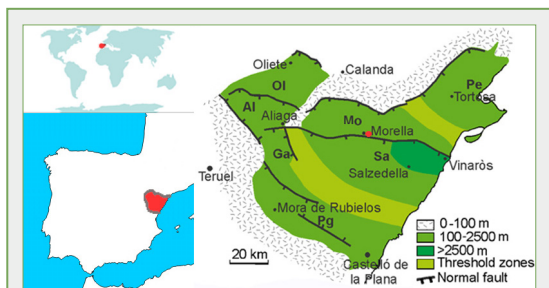 Oliete
Calanda
Ol
Pe
Tortosa
Al
Aliaga
Mo
Morella
Ga
Sa
Salzedella
Vinaròs
Teruel
Mora de Rubielos
Pg
20 km
Castelló de
la Plana
0-100 m
100-2500 m
>2500 m
Threshold zones
Normal fault